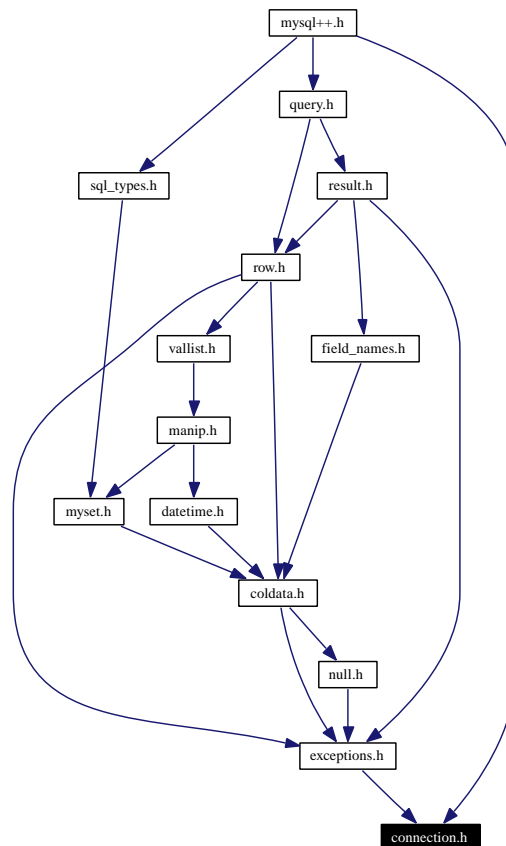 mysql++.h
query.h
sql_types.h
result.h
row.h
vallist.h
field_names.h
manip.h
myset.h
datetime.h
coldata.h
null.h
exceptions.h
connection.h